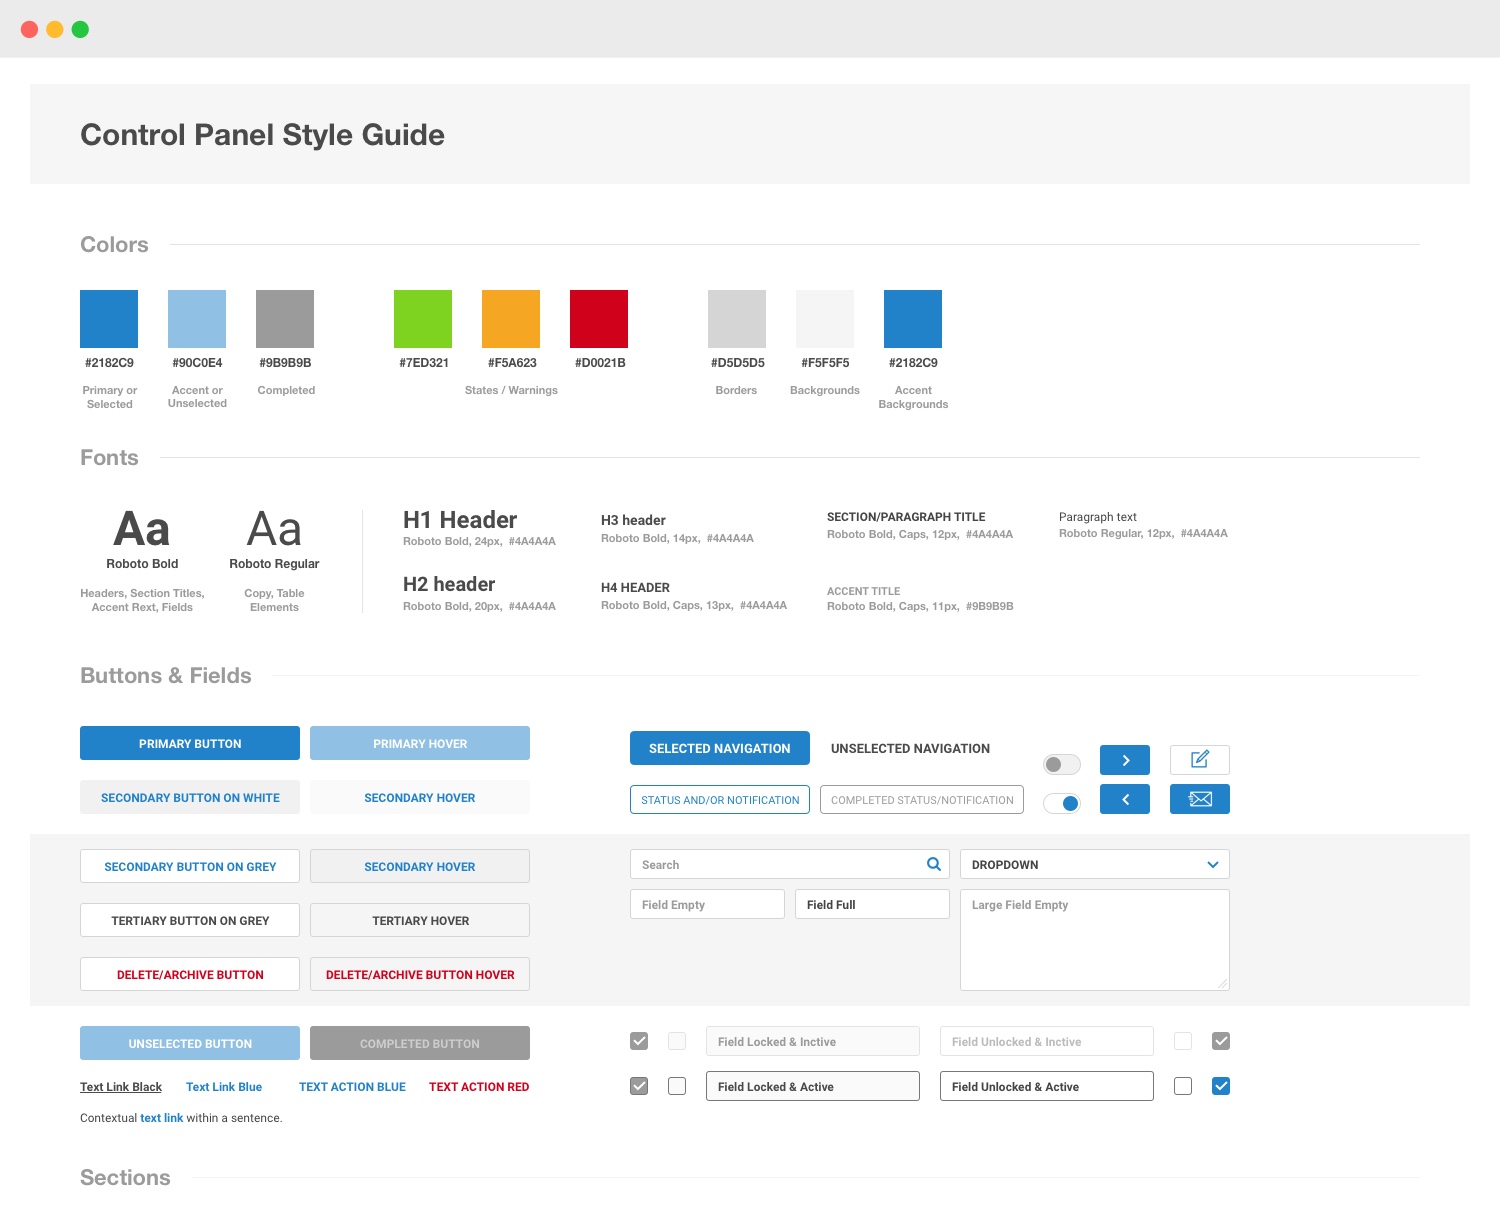 Control Panel Style Guide
Colors
#2182C9
#90C0E4
#9B9B9B
#7ED321
#F5A623
#D0021B
#D5D5D5
#F5F5F5
#2182C9
Primary or
Selected
Accent or
Unselected
Completed
States / Warnings
Borders
Backgrounds
Accent
Backgrounds
Fonts
Aa
Roboto Bold
Headers, Section Titles,
Accent Rext, Fields
Aa
Roboto Regular
Copy, Table
Elements
H1 Header
Roboto Bold, 24px, #4A4A4A
H2 header
Roboto Bold, 20px, #4A4A4A
H3 header
Roboto Bold, 14px, #4A4A4A
H4 HEADER
Roboto Bold, Caps, 13px, #4A4A4A
SECTION/PARAGRAPH TITLE
Roboto Bold, Caps, 12px, #4A4A4A
ACCENT TITLE
Roboto Bold, Caps, 11px, #9B9B9B
Paragraph text
Roboto Regular, 12px, #4A4A4A
Buttons & Fields
PRIMARY BUTTON
PRIMARY HOVER
SECONDARY BUTTON ON WHITE
SECONDARY HOVER
SELECTED NAVIGATION
UNSELECTED NAVIGATION
STATUS AND/OR NOTIFICATION
COMPLETED STATUS/NOTIFICATION
SECONDARY BUTTON ON GREY
SECONDARY HOVER
TERTIARY BUTTON ON GREY
TERTIARY HOVER
DELETE/ARCHIVE BUTTON
DELETE/ARCHIVE BUTTON HOVER
Search
DROPDOWN
Field Empty
Field Full
Large Field Empty
UNSELECTED BUTTON
COMPLETED BUTTON
Field Locked & Inctive
Field Unlocked & Inctive
Text Link Black
Text Link Blue
TEXT ACTION BLUE
TEXT ACTION RED
Field Locked & Active
Field Unlocked & Active
Contextual text link within a sentence.
Sections